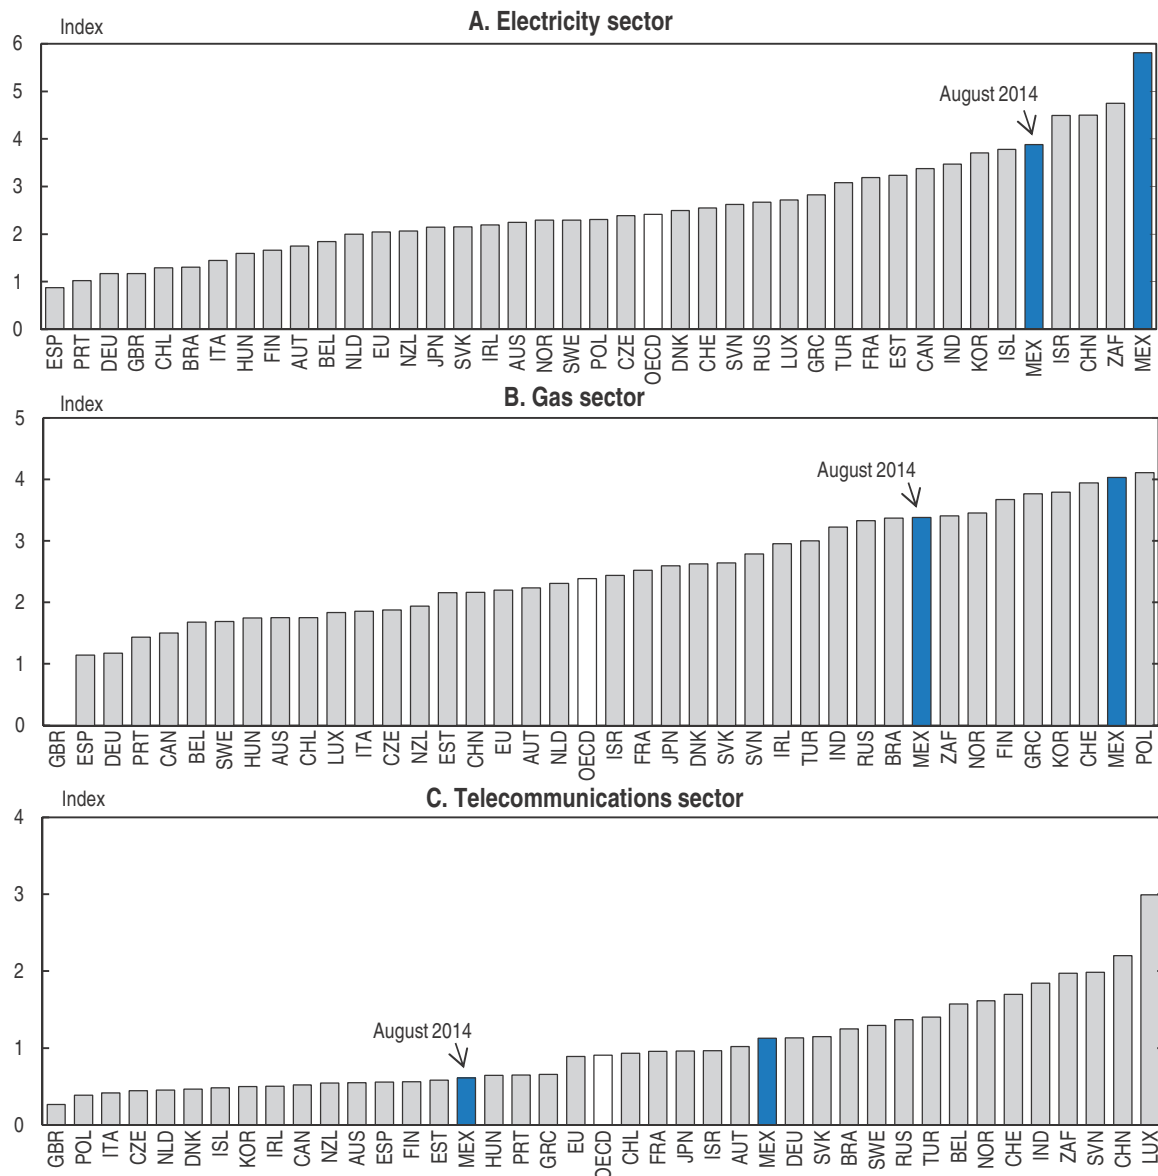 A. Electricity sector
Index
6
5
4
3
2
1
0
August 2014
ESP PRT DEU GBR CHL BRA ITA HUN FIN AUT BEL NLD EU NZL JPN SVK IRL AUS NOR SWE POL CZE OECD DNK CHE SVN RUS LUX GRC TUR FRA EST CAN IND KOR ISL MEX ISR CHN ZAF MEX
B. Gas sector
Index
5
4
3
2
1
0
August 2014
GBR ESP DEU PRT CAN BEL SWE HUN AUS CHL LUX ITA CZE NZL EST CHN EU AUT NLD OECD ISR FRA JPN DNK SVK SVN IRL TUR IND RUS BRA MEX ZAF NOR FIN GRC KOR CHE MEX POL
C. Telecommunications sector
Index
4
3
2
1
0
August 2014
GBR POL ITA CZE NLD DNK ISL KOR IRL CAN NZL AUS ESP FIN EST MEX HUN PRT GRC EU OECD CHL FRA JPN ISR AUT MEX DEU SVK BRA SWE RUS TUR BEL NOR CHE IND ZAF SVN CHN LUX